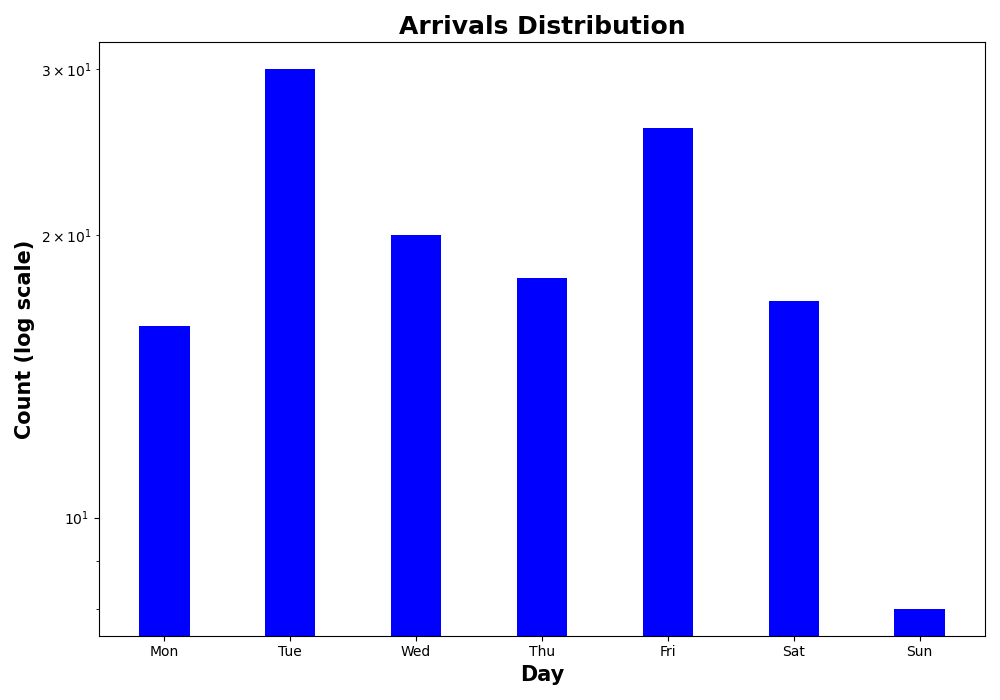 Arrivals Distribution
Count (log scale)
3 × 10¹
2 × 10¹
10¹
Mon Tue Wed Thu Fri Sat Sun
Day